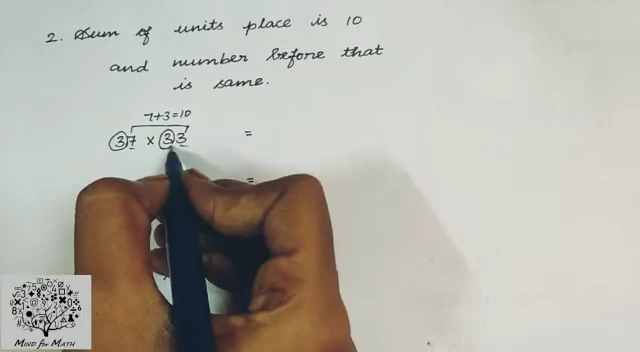 2. Sum of units place is 10
and number before that
is same.
7+3=10
37 × 33 =
=
MIND for MATH